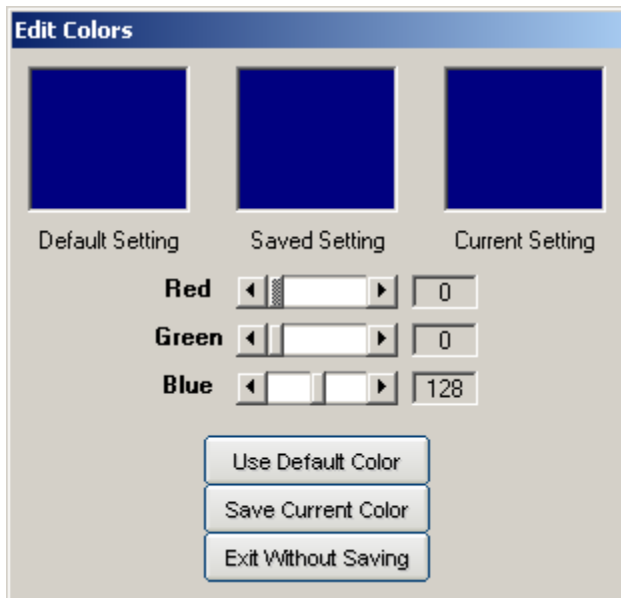 Edit Colors
Default Setting Saved Setting Current Setting
Red 0
Green 0
Blue 128
Use Default Color
Save Current Color
Exit Without Saving